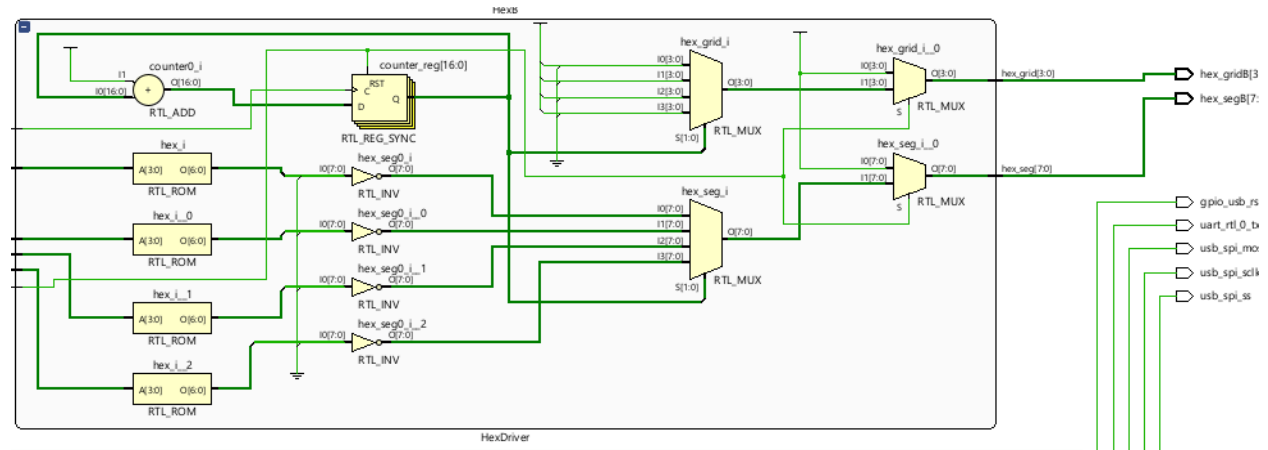 HexB
counter0_i
I1
I0[16:0]
+
O[16:0]
RTL_ADD
counter_reg[16:0]
RST
C
D
Q
RTL_REG_SYNC
hex_grid_i
I0[3:0]
I1[3:0]
I2[3:0]
I3[3:0]
O[3:0]
S[1:0]
RTL_MUX
hex_grid_i__0
I0[3:0]
I1[3:0]
O[3:0]
S
RTL_MUX
hex_grid[3:0]
hex_gridB[3
hex_segB[7:
hex_i
A[3:0]
O[6:0]
RTL_ROM
hex_seg0_i
I0[7:0]
O[7:0]
RTL_INV
hex_seg_i__0
I0[7:0]
I1[7:0]
O[7:0]
S
RTL_MUX
hex_seg[7:0]
hex_i__0
A[3:0]
O[6:0]
RTL_ROM
hex_seg0_i__0
I0[7:0]
O[7:0]
RTL_INV
hex_seg_i
I0[7:0]
I1[7:0]
I2[7:0]
I3[7:0]
O[7:0]
S[1:0]
RTL_MUX
hex_i__1
A[3:0]
O[6:0]
RTL_ROM
hex_seg0_i__1
I0[7:0]
O[7:0]
RTL_INV
hex_i__2
A[3:0]
O[6:0]
RTL_ROM
hex_seg0_i__2
I0[7:0]
O[7:0]
RTL_INV
gpio_usb_rs
uart_rtl_0_tx
usb_spi_mo
usb_spi_scl
usb_spi_ss
HexDriver